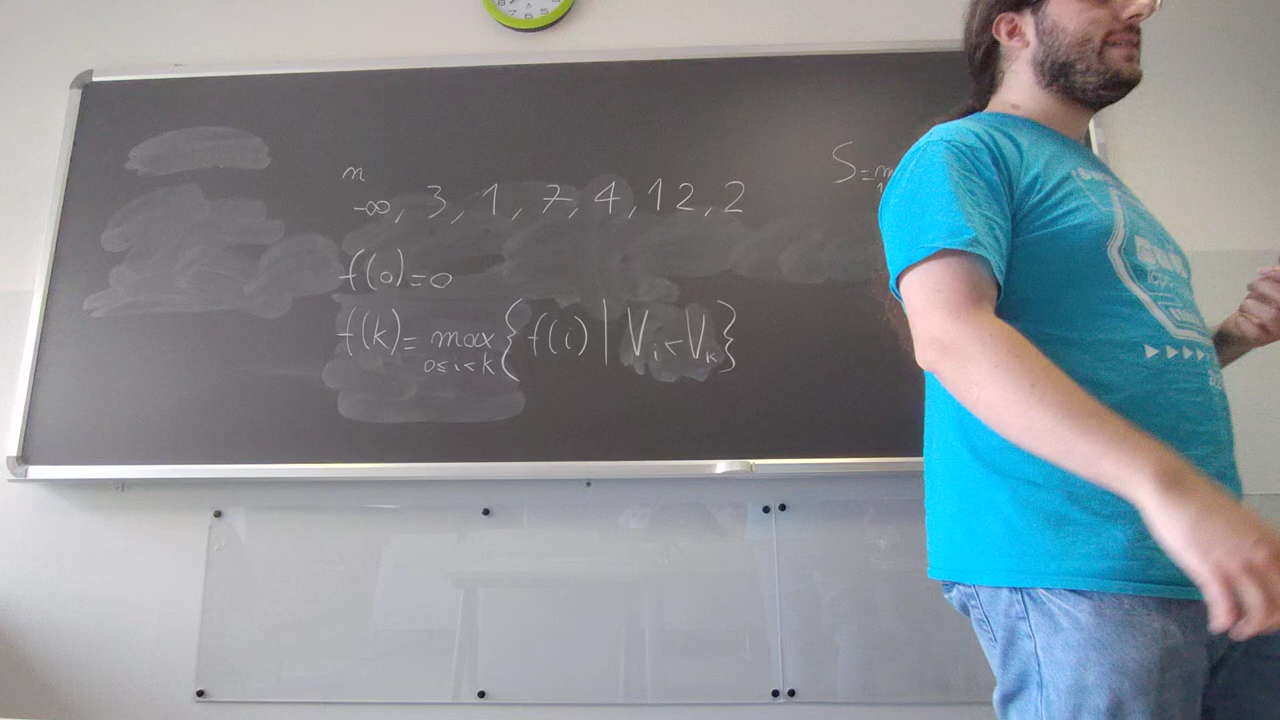 n
-∞, 3, 1, 7, 4, 12, 2
S=
f(0)=0
f(k)= max { f(i) | Vi < Vk }
0≤i<k